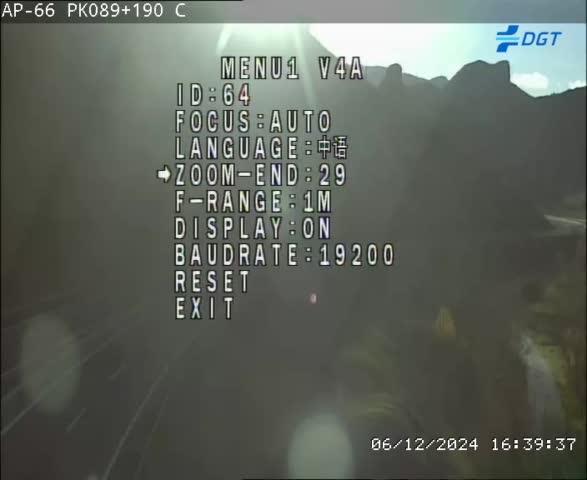 AP-66 PK089+190 C
DGT
MENU1 V4A
ID:64
FOCUS:AUTO
LANGUAGE:中语
ZOOM-END:29
F-RANGE:1M
DISPLAY:ON
BAUDRATE:19200
RESET
EXIT
06/12/2024 16:39:37